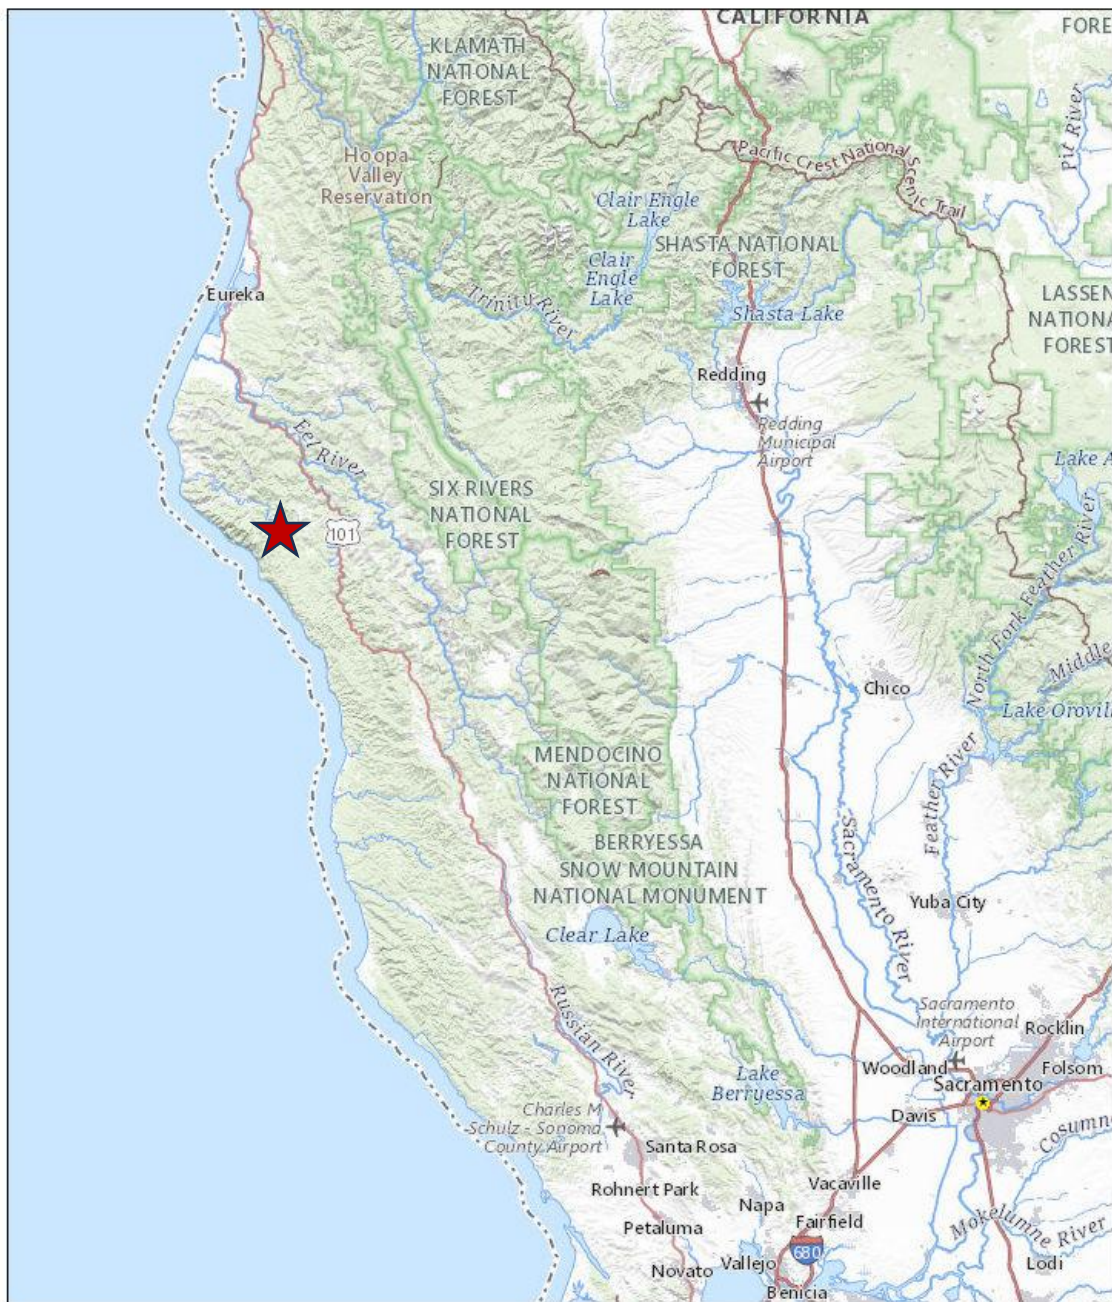 CALIFORNIA
KLAMATH
NATIONAL
FOREST
Pit River
Hoopa
Valley
Reservation
Pacific Crest National Scenic Trail
Clair Engle
Lake
SHASTA NATIONAL
FOREST
Clair
Engle
Lake
Trinity River
Shasta Lake
Eureka
LASSEN
NATIONA
FOREST
Redding
Redding
Municipal
Airport
Eel River
SIX RIVERS
NATIONAL
FOREST
101
North Fork Feather River
Middle
Chico
Lake Orovill
MENDOCINO
NATIONAL
FOREST
Feather River
Sacramento River
BERRYESSA
SNOW MOUNTAIN
NATIONAL MONUMENT
Yuba City
Clear Lake
Russian River
Sacramento
International
Airport
Rocklin
Woodland
Folsom
Sacramento
Lake
Berryessa
Davis
Cosumne
Charles M
Schulz - Sonoma
County Airport
Santa Rosa
Vacaville
Rohnert Park
Napa
Fairfield
Mokelumne River
Petaluma
680
Vallejo
Novato
Lodi
Benicia